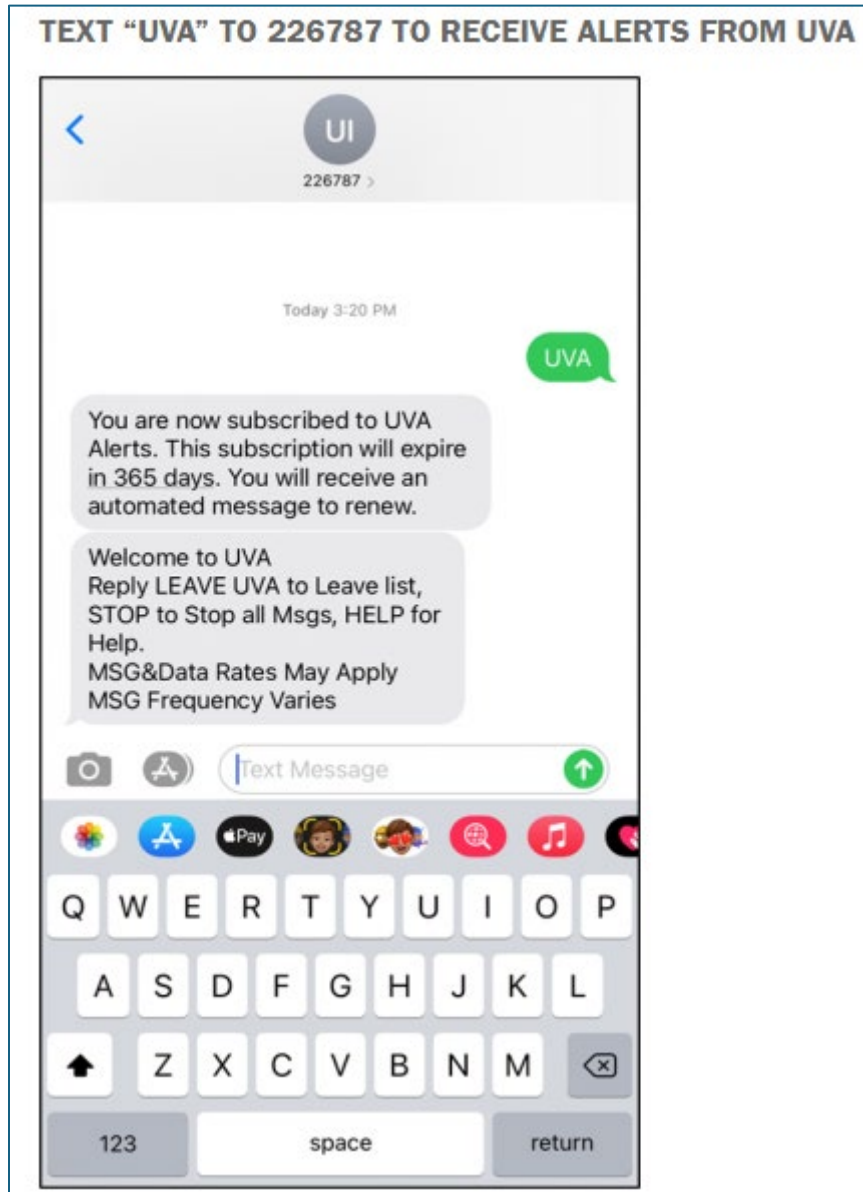 TEXT “UVA” TO 226787 TO RECEIVE ALERTS FROM UVA
UI
226787 >
Today 3:20 PM
UVA
You are now subscribed to UVA
Alerts. This subscription will expire
in 365 days. You will receive an
automated message to renew.
Welcome to UVA
Reply LEAVE UVA to Leave list,
STOP to Stop all Msgs, HELP for
Help.
MSG&Data Rates May Apply
MSG Frequency Varies
Text Message
Pay
Q W E R T Y U I O P
A S D F G H J K L
Z X C V B N M
123 space return